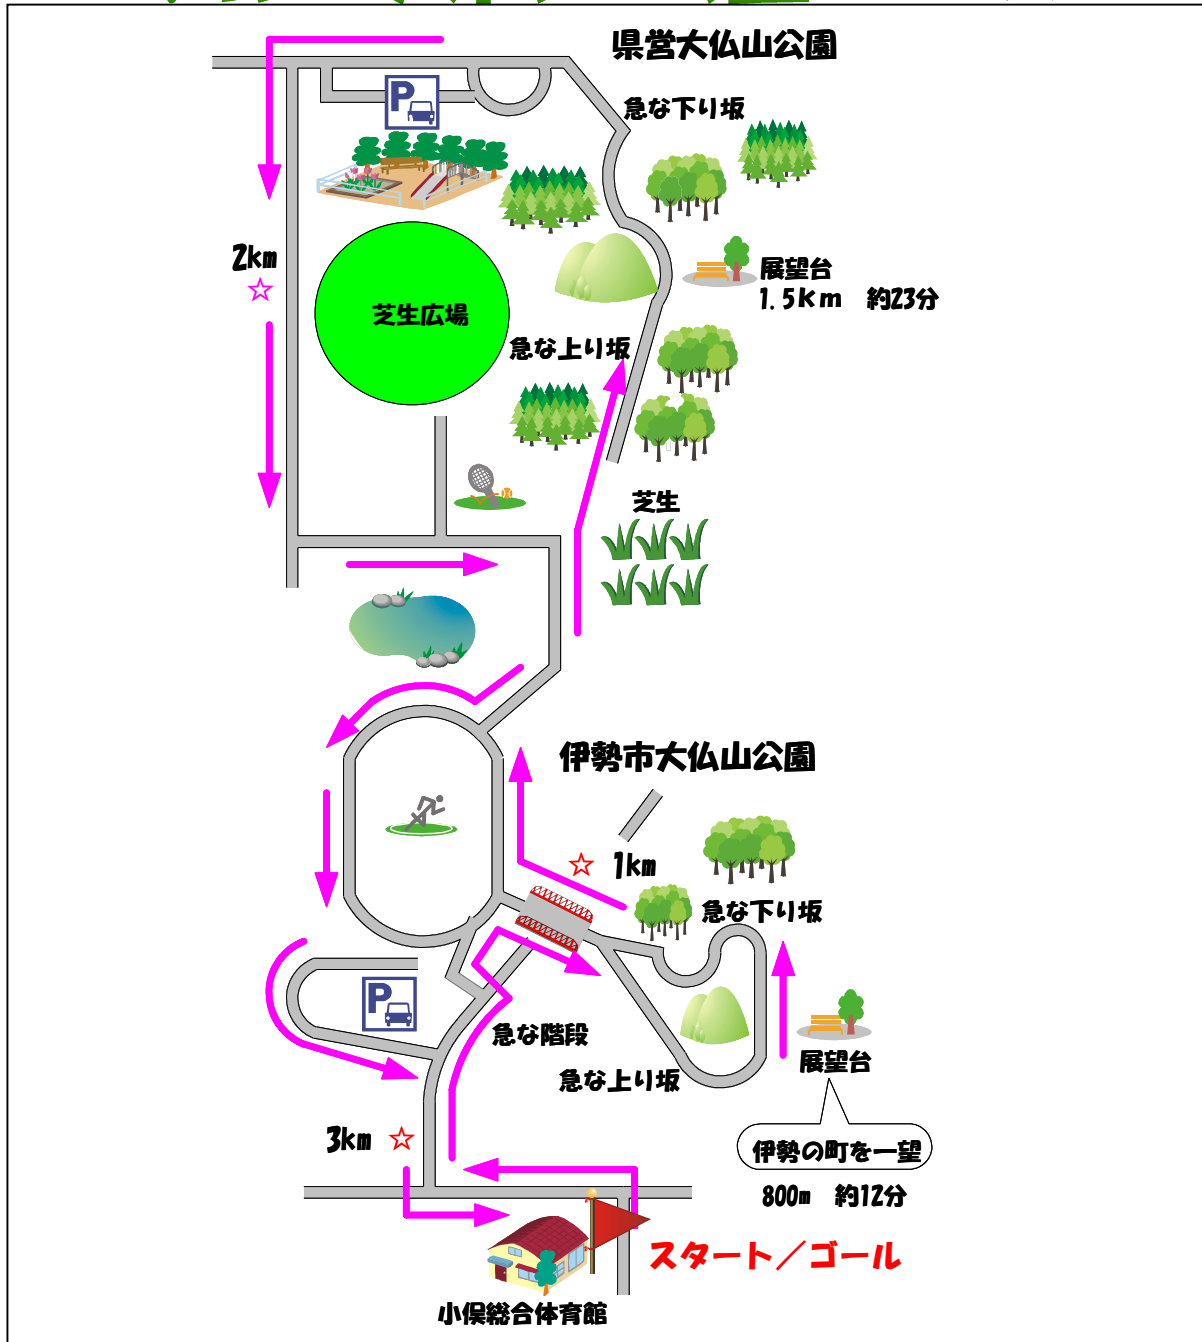 県営大仏山公園
急な下り坂
P
2km
展望台
1.5km 約23分
芝生広場
急な上り坂
芝生
伊勢市大仏山公園
1km
急な下り坂
P
急な階段
急な上り坂
展望台
3km
伊勢の町を一望
800m 約12分
スタート／ゴール
小俣総合体育館